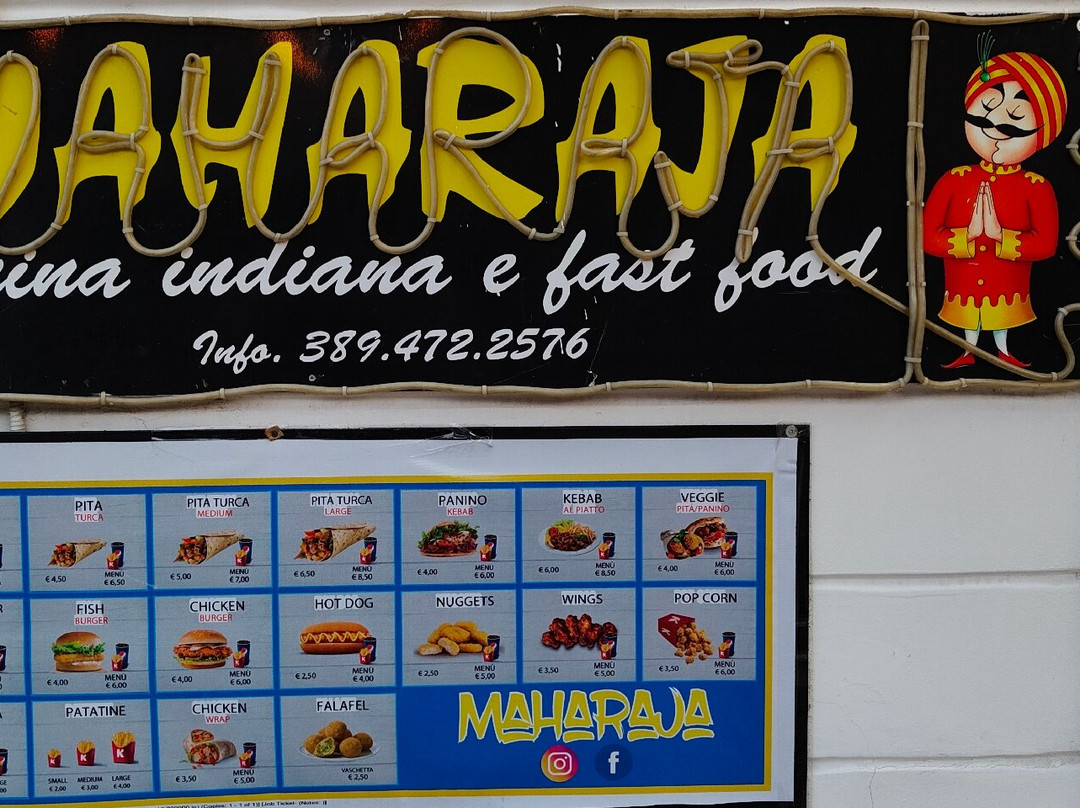 MAHARAJA
indiana e fast food
Info. 389.472.2576
PITA
TURCA
€ 4,50
MENÙ
€ 6,50
PITA TURCA
MEDIUM
€ 5,00
MENÙ
€ 7,00
PITA TURCA
LARGE
€ 6,50
MENÙ
€ 8,50
PANINO
KEBAB
€ 4,00
MENÙ
€ 6,00
KEBAB
AL PIATTO
€ 6,00
MENÙ
€ 8,50
VEGGIE
PITA/PANINO
€ 4,00
MENÙ
€ 6,00
FISH
BURGER
€ 4,00
MENÙ
€ 6,00
CHICKEN
BURGER
€ 4,00
MENÙ
€ 6,00
HOT DOG
€ 2,50
MENÙ
€ 4,00
NUGGETS
€ 2,50
MENÙ
€ 5,00
WINGS
€ 3,50
MENÙ
€ 5,00
POP CORN
€ 3,50
MENÙ
€ 6,00
PATATINE
SMALL MEDIUM LARGE
€ 2,00 € 3,00 € 4,00
CHICKEN
WRAP
€ 3,50
MENÙ
€ 5,00
FALAFEL
VASCHETTA
€ 2,50
MAHARAJA